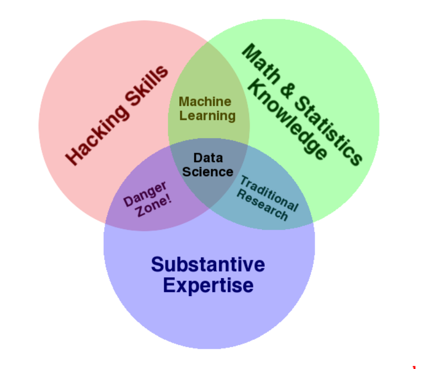 Hacking Skills
Math & Statistics
Knowledge
Machine
Learning
Data
Science
Danger
Zone!
Traditional
Research
Substantive
Expertise